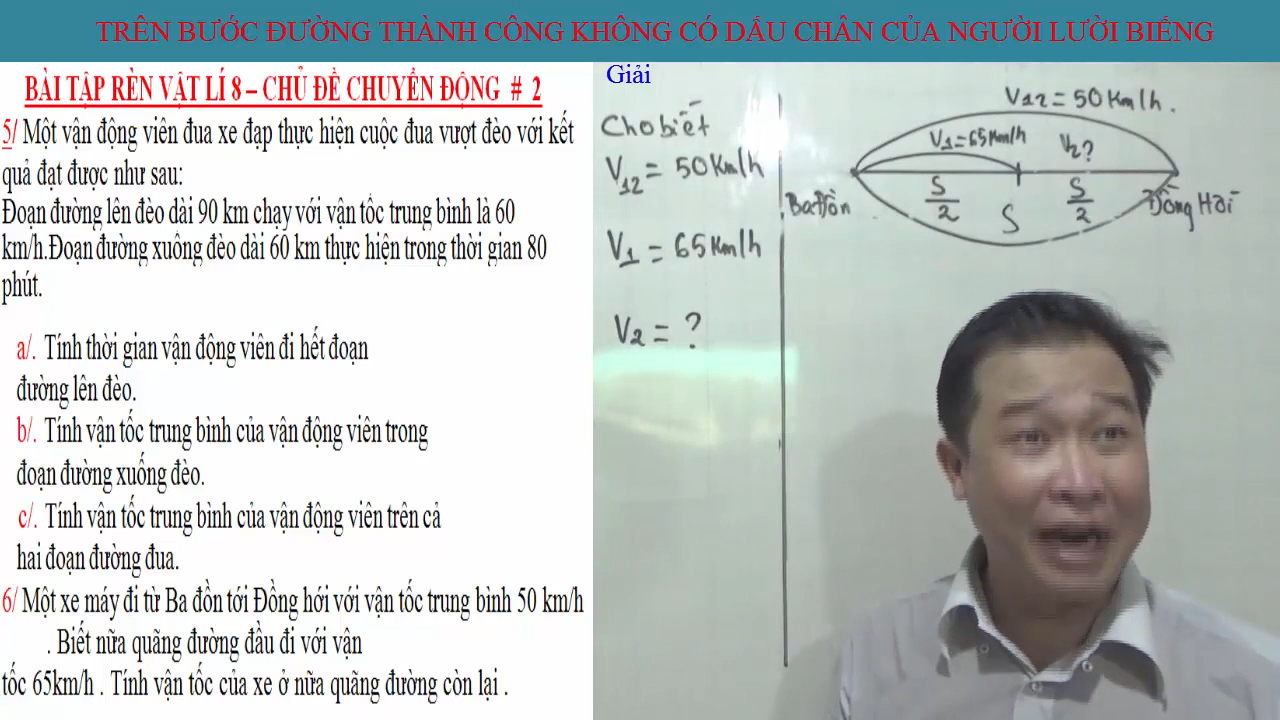 TRÊN BƯỚC ĐƯỜNG THÀNH CÔNG KHÔNG CÓ DẤU CHÂN CỦA NGƯỜI LƯỜI BIẾNG
BÀI TẬP RÈN VẬT LÍ 8 – CHỦ ĐỀ CHUYỂN ĐỘNG # 2
5/ Một vận động viên đua xe đạp thực hiện cuộc đua vượt đèo với kết
quả đạt được như sau:
Đoạn đường lên đèo dài 90 km chạy với vận tốc trung bình là 60
km/h.Đoạn đường xuống đèo dài 60 km thực hiện trong thời gian 80
phút.
a/. Tính thời gian vận động viên đi hết đoạn
đường lên đèo.
b/. Tính vận tốc trung bình của vận động viên trong
đoạn đường xuống đèo.
c/. Tính vận tốc trung bình của vận động viên trên cả
hai đoạn đường đua.
6/ Một xe máy đi từ Ba đồn tới Đồng hới với vận tốc trung bình 50 km/h
. Biết nữa quãng đường đầu đi với vận
tốc 65km/h . Tính vận tốc của xe ở nữa quãng đường còn lại .
Giải
Cho biết
V12 = 50 Km/h
V1 = 65 Km/h
V2 = ?
V12 = 50 Km/h.
V1 = 65 Km/h V2?
S/2 S/2
Ba Đồn S Đồng Hới